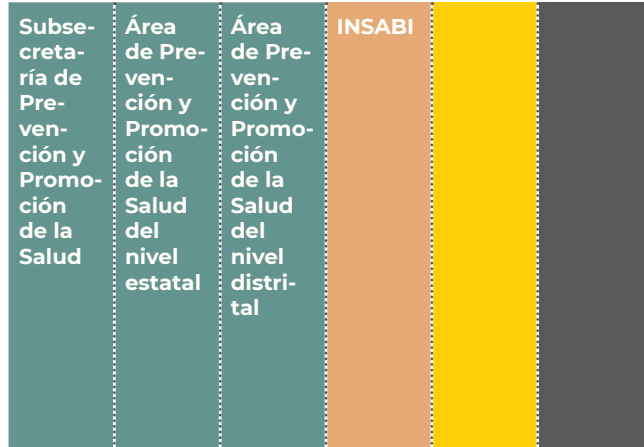 Subse-
creta-
ría de
Pre-
ven-
ción y
Promo-
ción
de la
Salud
Área
de Pre-
ven-
ción y
Promo-
ción
de la
Salud
del
nivel
estatal
Área
de Pre-
ven-
ción y
Promo-
ción
de la
Salud
del
nivel
distri-
tal
INSABI